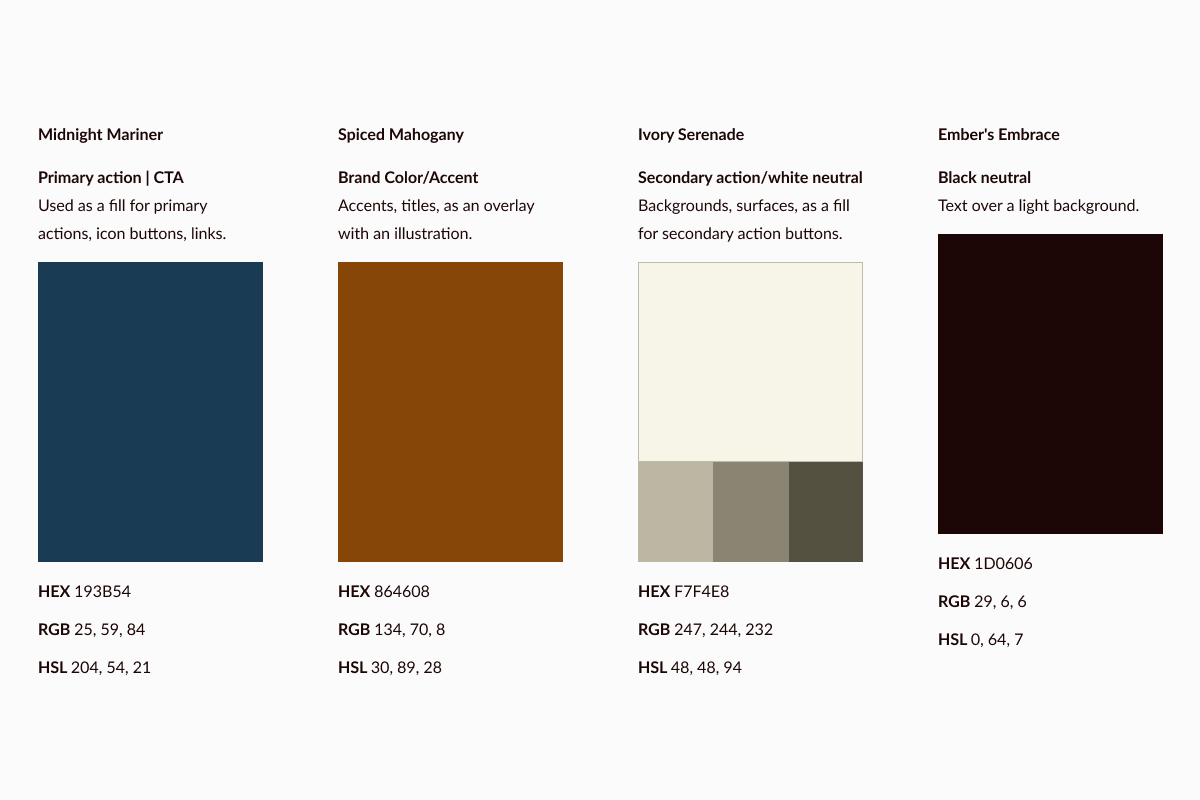 Midnight Mariner
Primary action | CTA
Used as a fill for primary
actions, icon buttons, links.
HEX 193B54
RGB 25, 59, 84
HSL 204, 54, 21
Spiced Mahogany
Brand Color/Accent
Accents, titles, as an overlay
with an illustration.
HEX 864608
RGB 134, 70, 8
HSL 30, 89, 28
Ivory Serenade
Secondary action/white neutral
Backgrounds, surfaces, as a fill
for secondary action buttons.
HEX F7F4E8
RGB 247, 244, 232
HSL 48, 48, 94
Ember's Embrace
Black neutral
Text over a light background.
HEX 1D0606
RGB 29, 6, 6
HSL 0, 64, 7